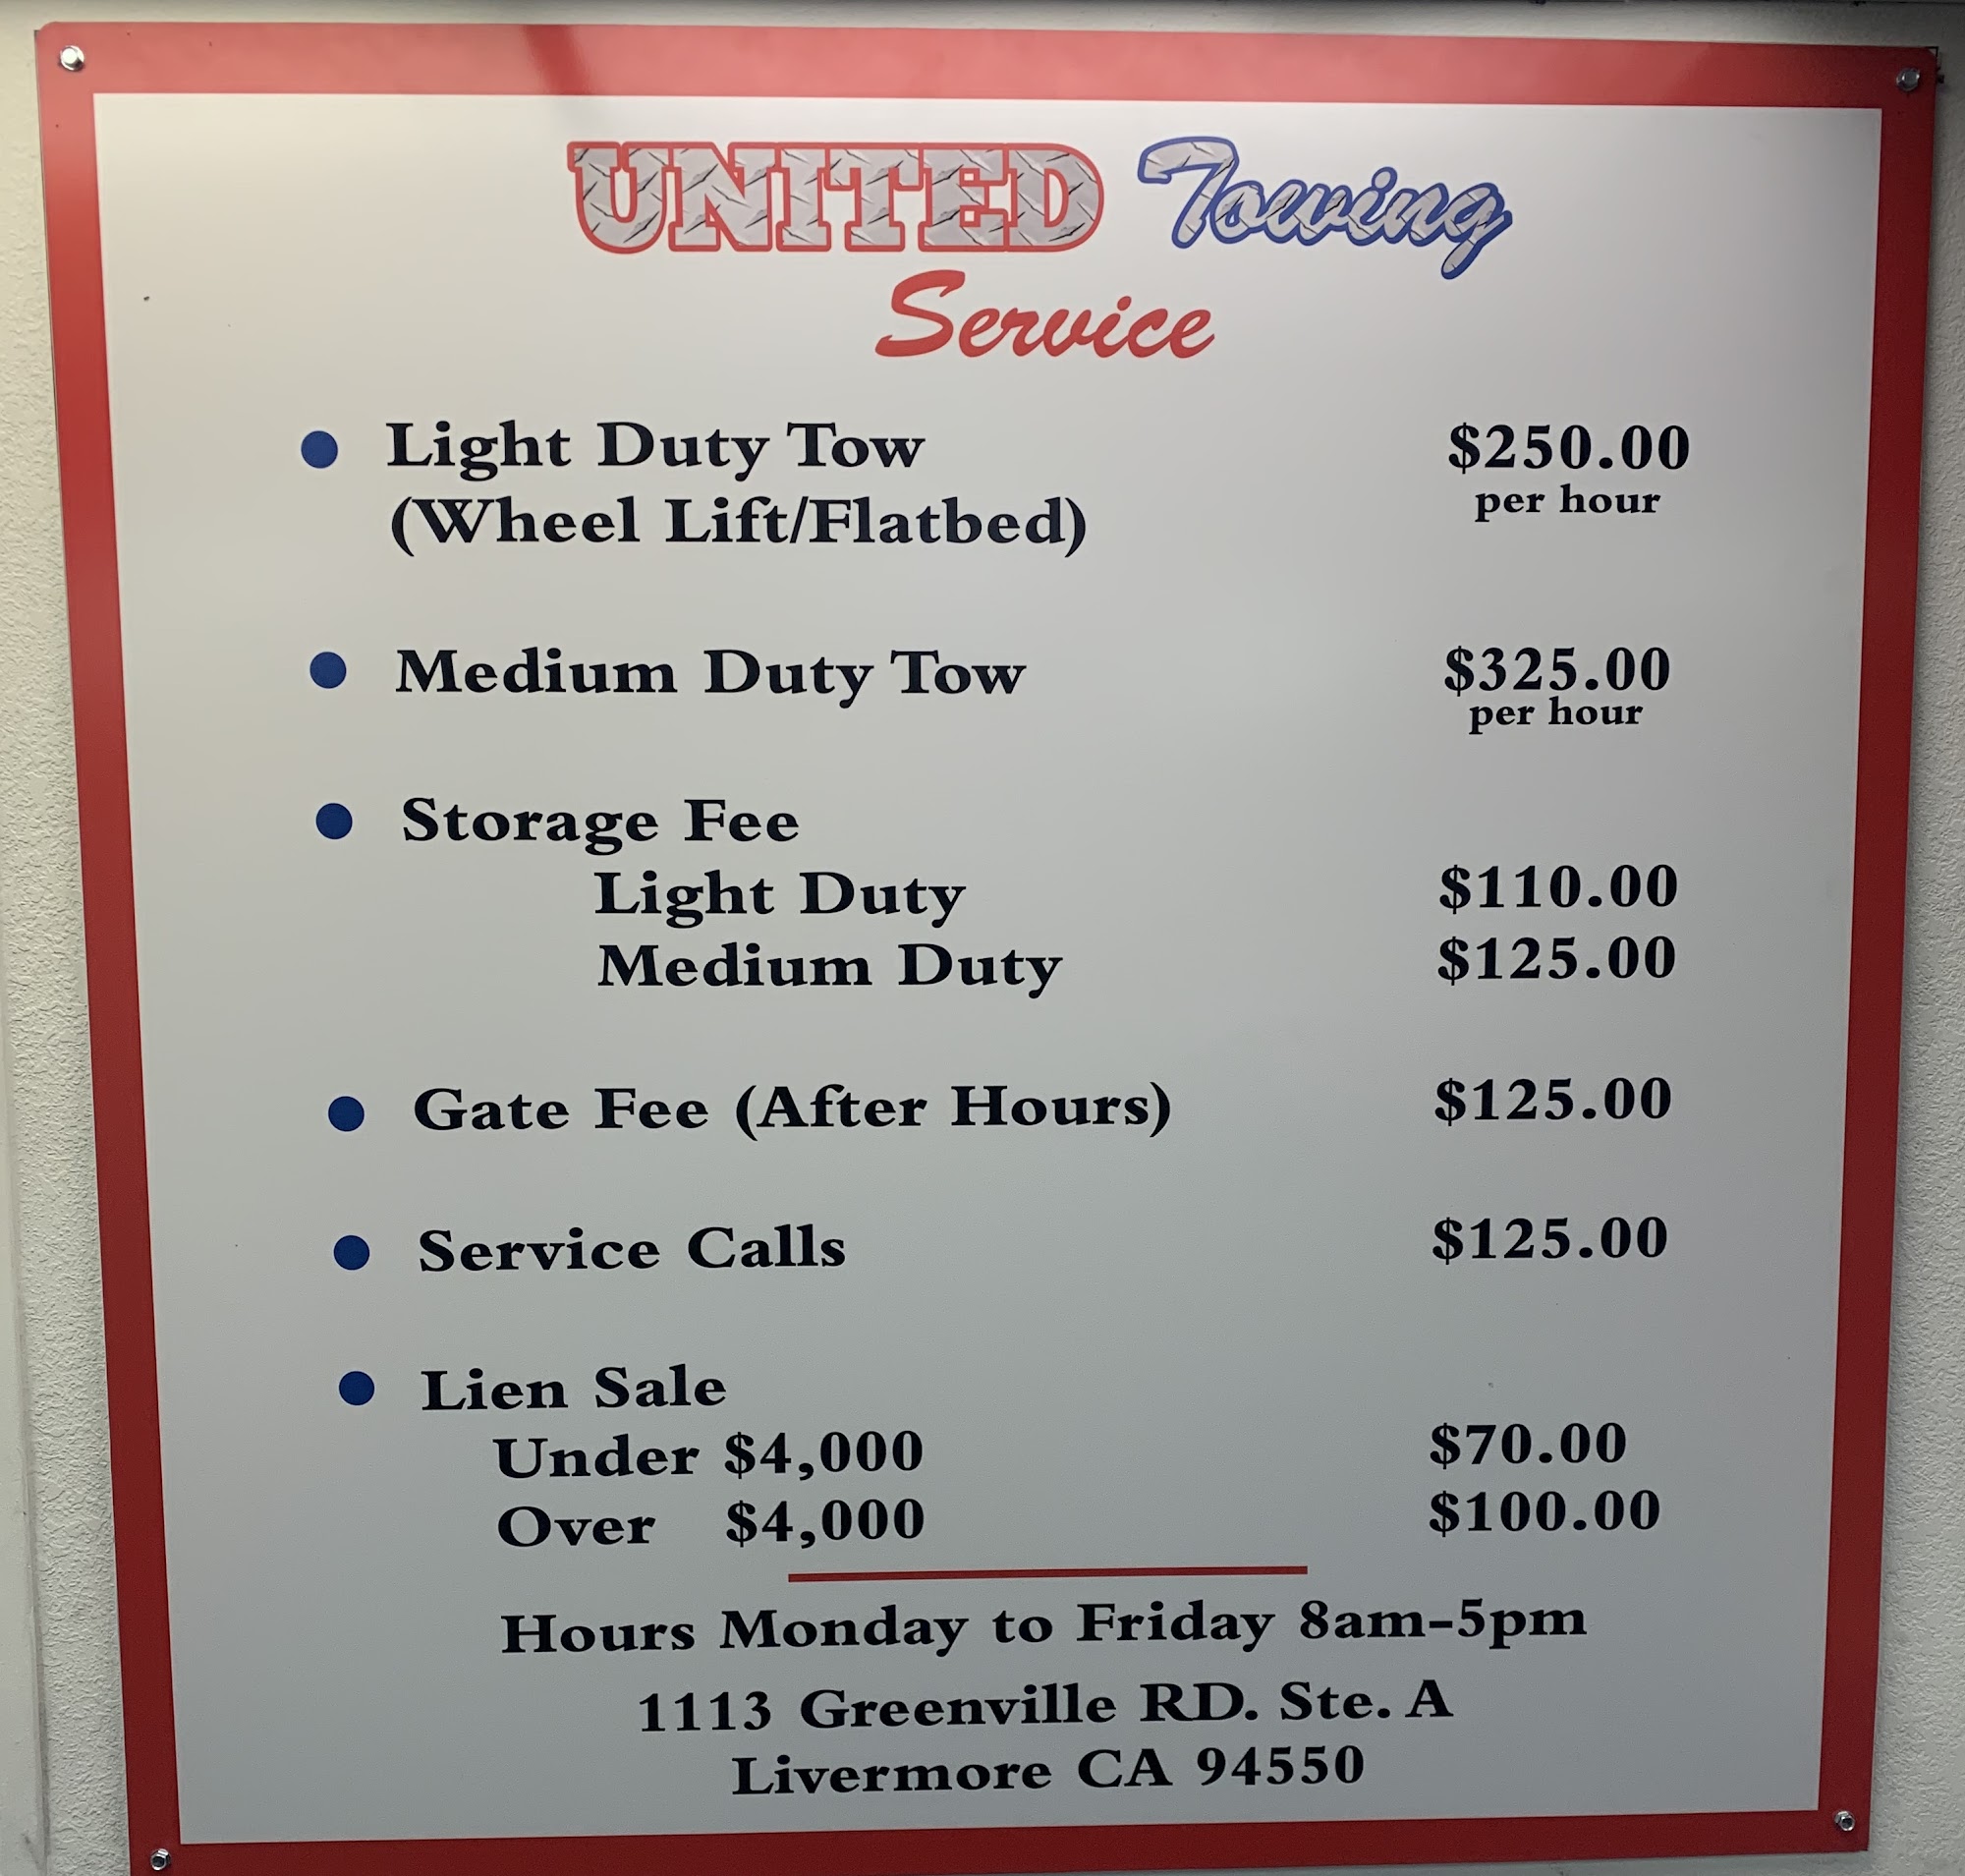 UNITED Towing
Service
Light Duty Tow $250.00
(Wheel Lift/Flatbed) per hour
Medium Duty Tow $325.00
per hour
Storage Fee
Light Duty $110.00
Medium Duty $125.00
Gate Fee (After Hours) $125.00
Service Calls $125.00
Lien Sale
Under $4,000 $70.00
Over $4,000 $100.00
Hours Monday to Friday 8am-5pm
1113 Greenville RD. Ste. A
Livermore CA 94550